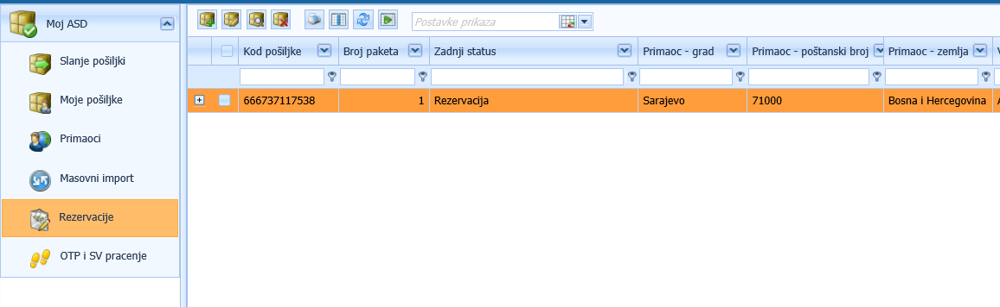 Moj ASD
Slanje pošiljki
Moje pošiljke
Primaoci
Masovni import
Rezervacije
OTP i SV pracenje
Postavke prikaza
Kod pošiljke Broj paketa Zadnji status Primaoc - grad Primaoc - poštanski broj Primaoc - zemlja
666737117538 1 Rezervacija Sarajevo 71000 Bosna i Hercegovina